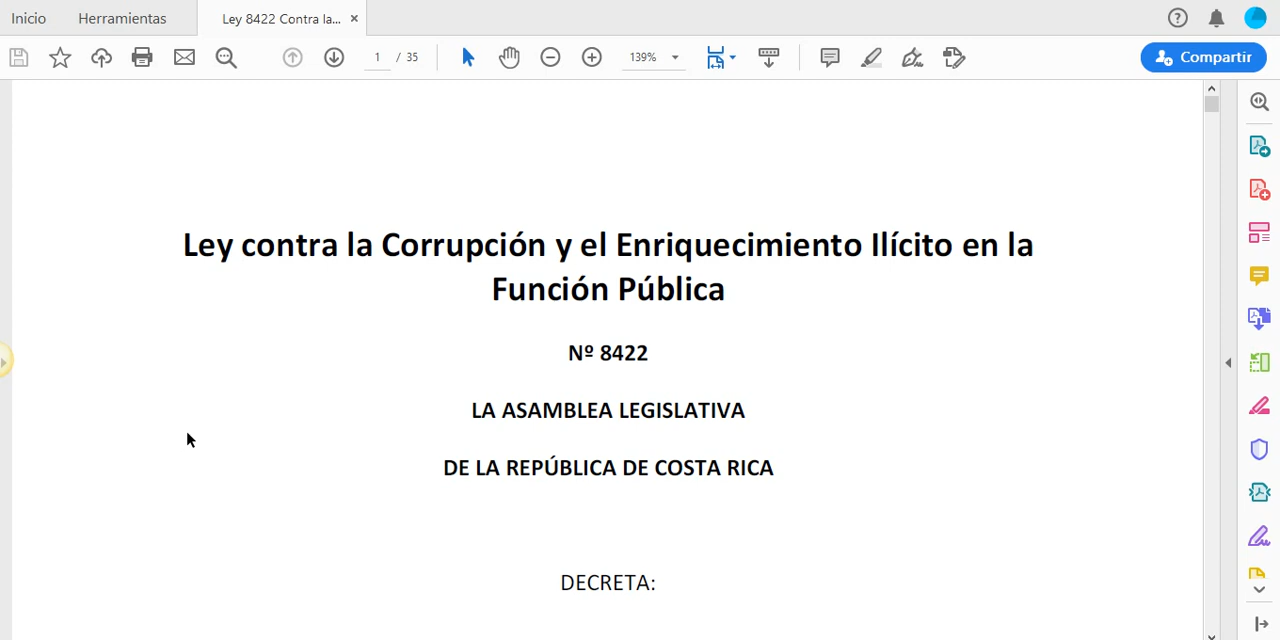 Inicio Herramientas Ley 8422 Contra la... ×
1 / 35 139% Compartir
Ley contra la Corrupción y el Enriquecimiento Ilícito en la
Función Pública
Nº 8422
LA ASAMBLEA LEGISLATIVA
DE LA REPÚBLICA DE COSTA RICA
DECRETA: